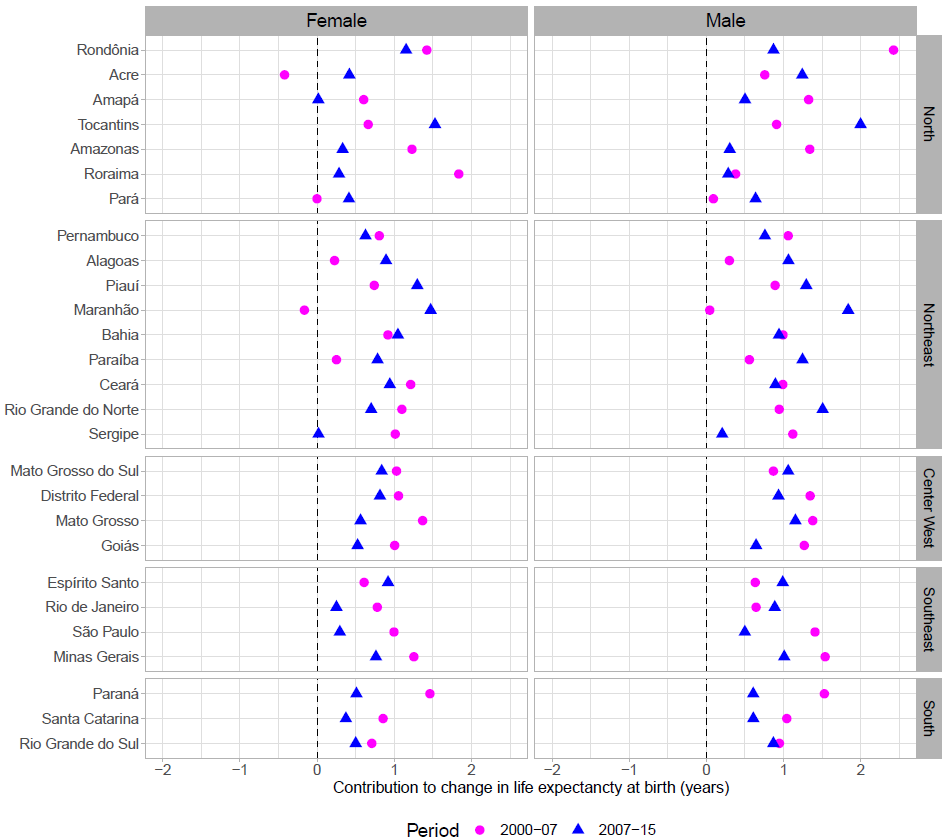 Female Male
Rondônia
Acre
Amapá
Tocantins
Amazonas
Roraima
Pará
North
Pernambuco
Alagoas
Piauí
Maranhão
Bahia
Paraíba
Ceará
Rio Grande do Norte
Sergipe
Northeast
Mato Grosso do Sul
Distrito Federal
Mato Grosso
Goiás
Center West
Espírito Santo
Rio de Janeiro
São Paulo
Minas Gerais
Southeast
Paraná
Santa Catarina
Rio Grande do Sul
South
−2 −1 0 1 2 −2 −1 0 1 2
Contribution to change in life expectancty at birth (years)
Period 2000−07 2007−15